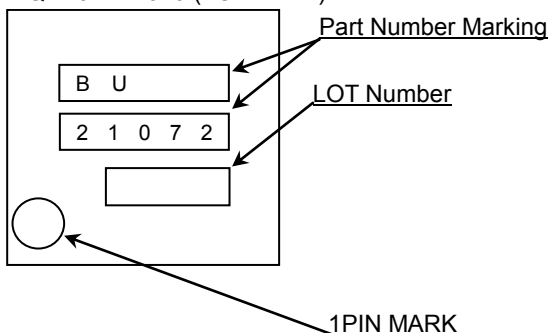 Part Number Marking
B U
LOT Number
2 1 0 7 2
1PIN MARK